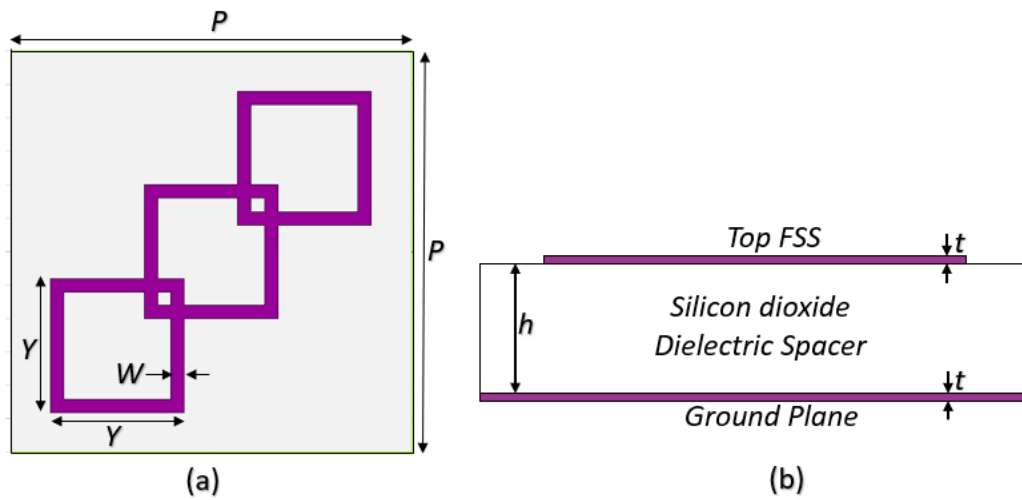 P
P
Y
W
Y
(a)
Top FSS
t
h
Silicon dioxide
Dielectric Spacer
t
Ground Plane
(b)